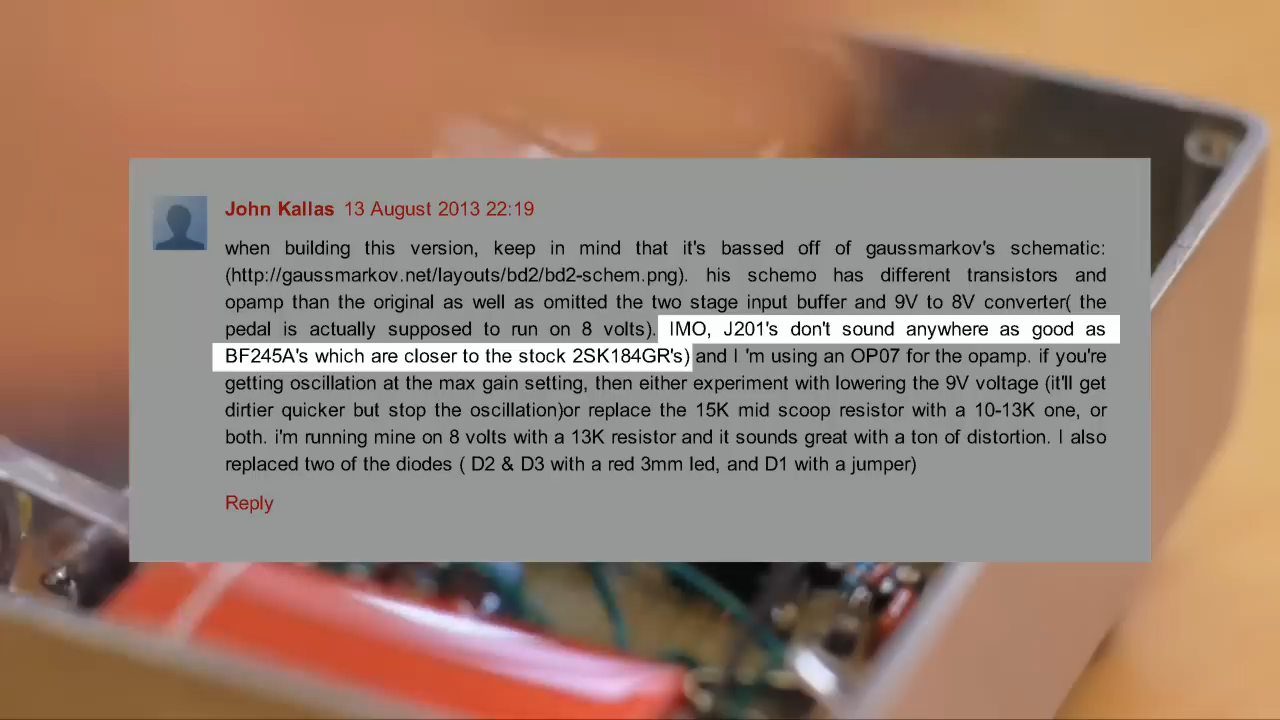 John Kallas 13 August 2013 22:19
when building this version, keep in mind that it's bassed off of gaussmarkov's schematic:
(http://gaussmarkov.net/layouts/bd2/bd2-schem.png). his schemo has different transistors and
opamp than the original as well as omitted the two stage input buffer and 9V to 8V converter( the
pedal is actually supposed to run on 8 volts). IMO, J201's don't sound anywhere as good as
BF245A's which are closer to the stock 2SK184GR's) and I 'm using an OP07 for the opamp. if you're
getting oscillation at the max gain setting, then either experiment with lowering the 9V voltage (it'll get
dirtier quicker but stop the oscillation)or replace the 15K mid scoop resistor with a 10-13K one, or
both. i'm running mine on 8 volts with a 13K resistor and it sounds great with a ton of distortion. I also
replaced two of the diodes ( D2 & D3 with a red 3mm led, and D1 with a jumper)
Reply